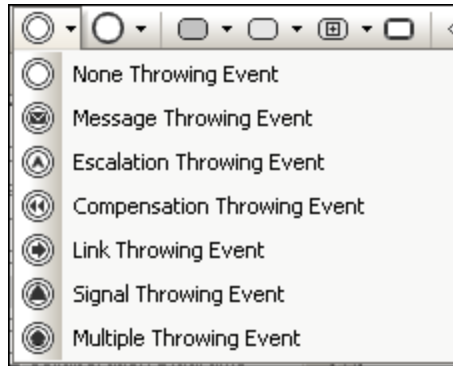 None Throwing Event
Message Throwing Event
Escalation Throwing Event
Compensation Throwing Event
Link Throwing Event
Signal Throwing Event
Multiple Throwing Event